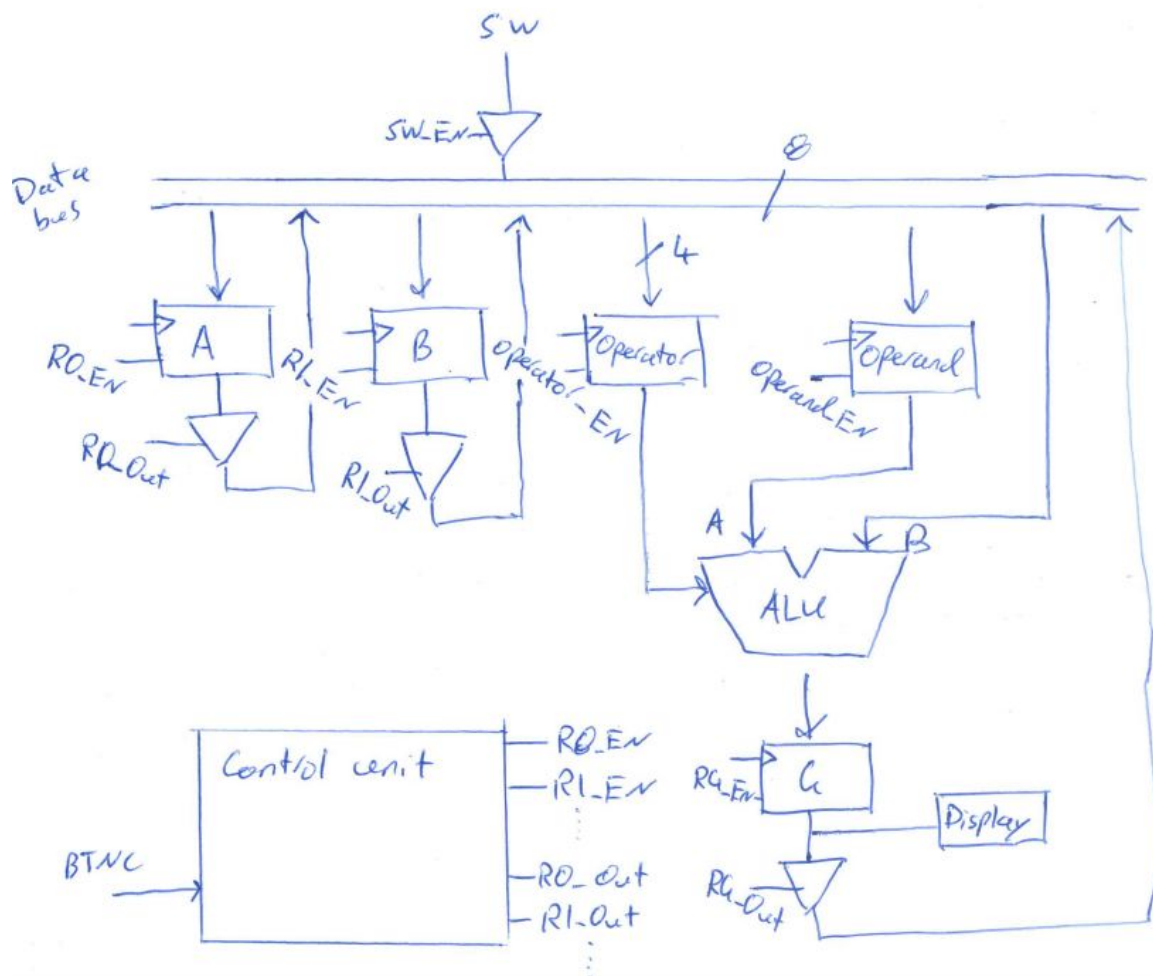 SW
SW_EN
8
Data
bus
4
A
B
Operator
Operand
R0_EN
R1_EN
Operator_EN
Operand_EN
R0_Out
R1_Out
A
B
ALU
Control unit
R0_EN
R1_EN
G
RG_EN
Display
BTNC
R0_Out
R1_Out
RG_Out